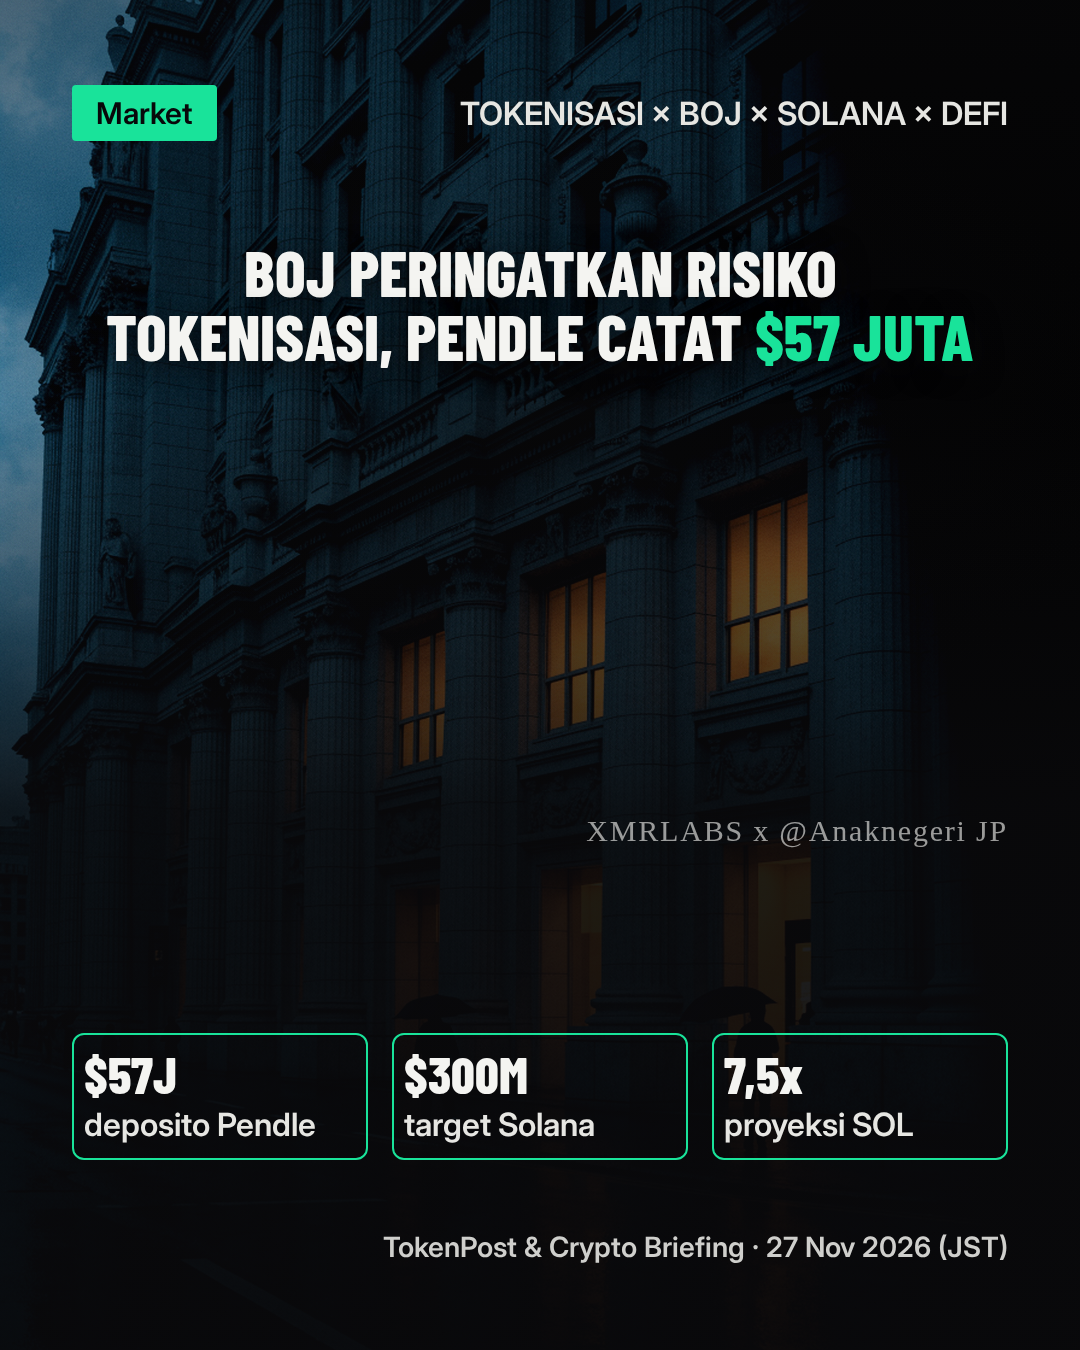 Market
TOKENISASI × BOJ × SOLANA × DEFI
BOJ PERINGATKAN RISIKO
TOKENISASI, PENDLE CATAT $57 JUTA
XMRLABS x @Anaknegeri JP
$57J
deposito Pendle
$300M
target Solana
7,5x
proyeksi SOL
TokenPost & Crypto Briefing · 27 Nov 2026 (JST)